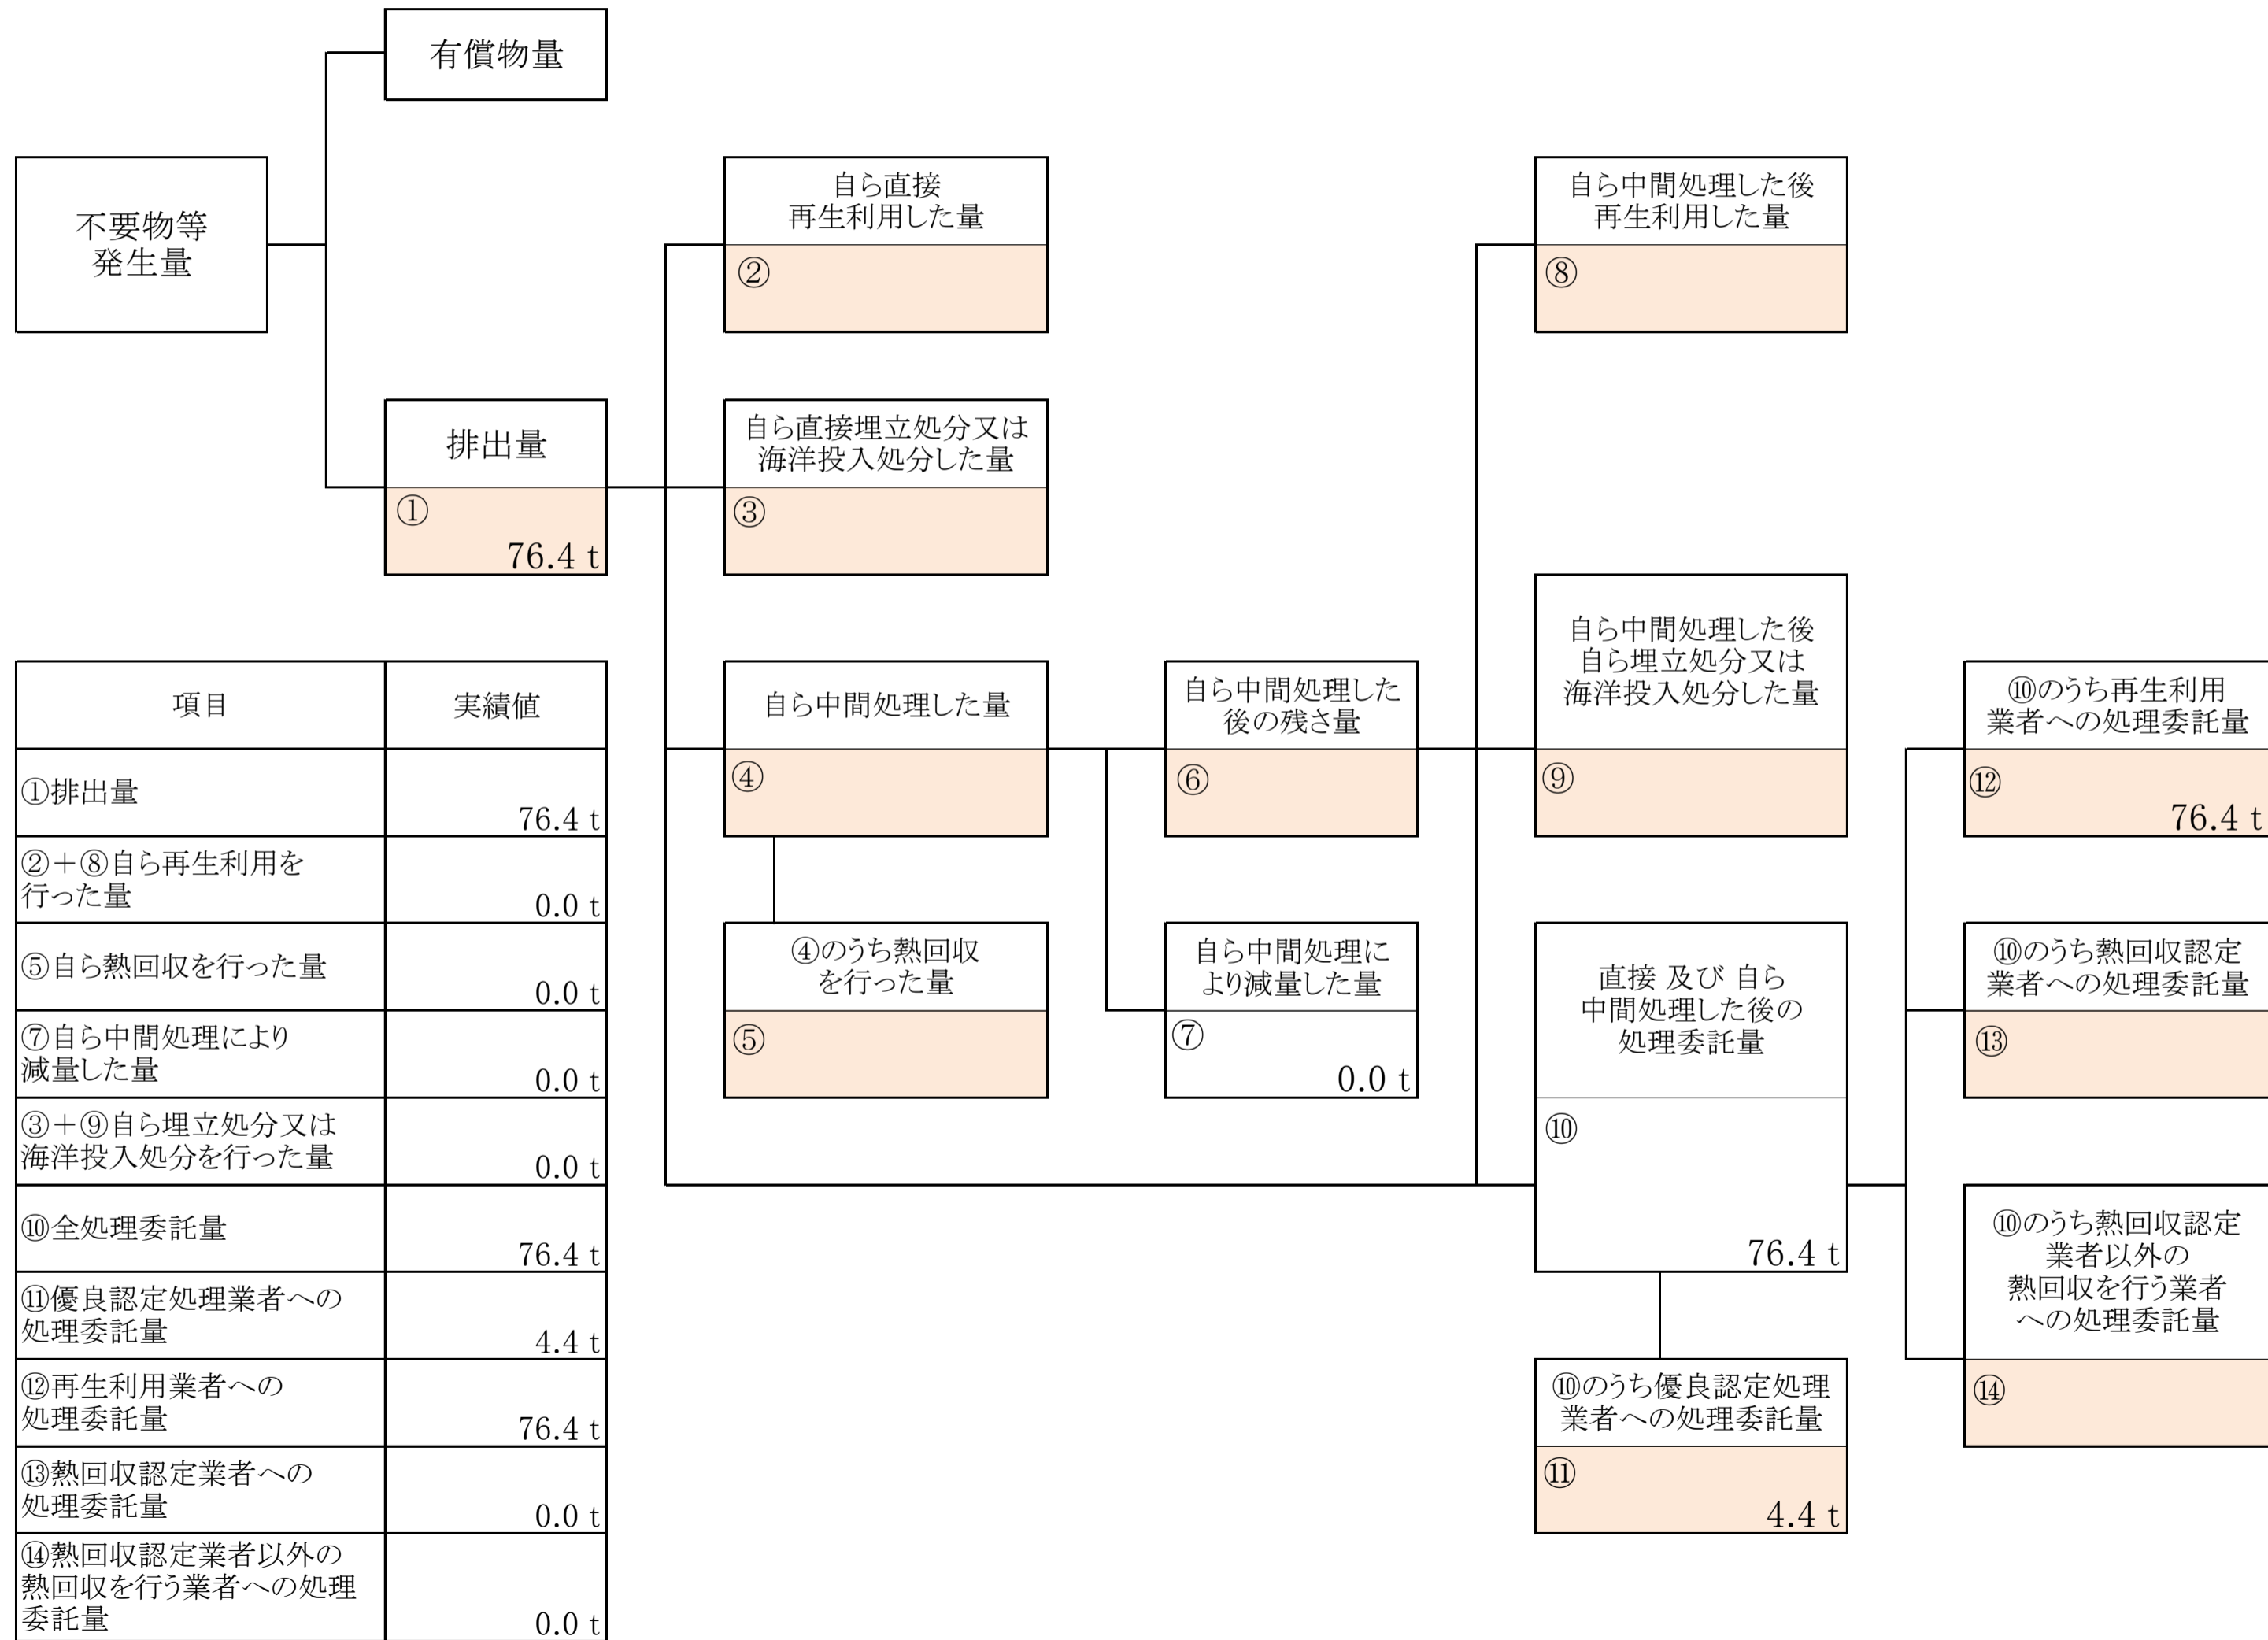 有償物量
不要物等
発生量
自ら直接
再生利用した量
②
自ら中間処理した後
再生利用した量
⑧
排出量
①
76.4 t
自ら直接埋立処分又は
海洋投入処分した量
③
項目
実績値
①排出量
76.4 t
②＋⑧自ら再生利用を
行った量
0.0 t
⑤自ら熱回収を行った量
0.0 t
⑦自ら中間処理により
減量した量
0.0 t
③＋⑨自ら埋立処分又は
海洋投入処分を行った量
0.0 t
⑩全処理委託量
76.4 t
⑪優良認定処理業者への
処理委託量
4.4 t
⑫再生利用業者への
処理委託量
76.4 t
⑬熱回収認定業者への
処理委託量
0.0 t
⑭熱回収認定業者以外の
熱回収を行う業者への処理
委託量
0.0 t
自ら中間処理した量
④
④のうち熱回収
を行った量
⑤
自ら中間処理した
後の残さ量
⑥
自ら中間処理に
より減量した量
⑦
0.0 t
自ら中間処理した後
自ら埋立処分又は
海洋投入処分した量
⑨
直接 及び 自ら
中間処理した後の
処理委託量
⑩
76.4 t
⑩のうち優良認定処理
業者への処理委託量
⑪
4.4 t
⑩のうち再生利用
業者への処理委託量
⑫
76.4 t
⑩のうち熱回収認定
業者への処理委託量
⑬
⑩のうち熱回収認定
業者以外の
熱回収を行う業者
への処理委託量
⑭